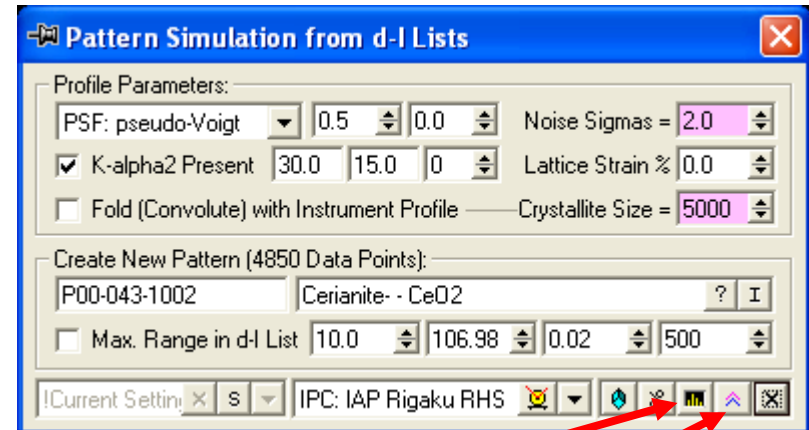 Pattern Simulation from d-I Lists
Profile Parameters:
PSF: pseudo-Voigt 0.5 0.0 Noise Sigmas = 2.0
K-alpha2 Present 30.0 15.0 0 Lattice Strain % 0.0
Fold (Convolute) with Instrument Profile Crystallite Size = 5000
Create New Pattern (4850 Data Points):
P00-043-1002 Cerianite- - CeO2 ? I
Max. Range in d-I List 10.0 106.98 0.02 500
!Current Settin S IPC: IAP Rigaku RHS